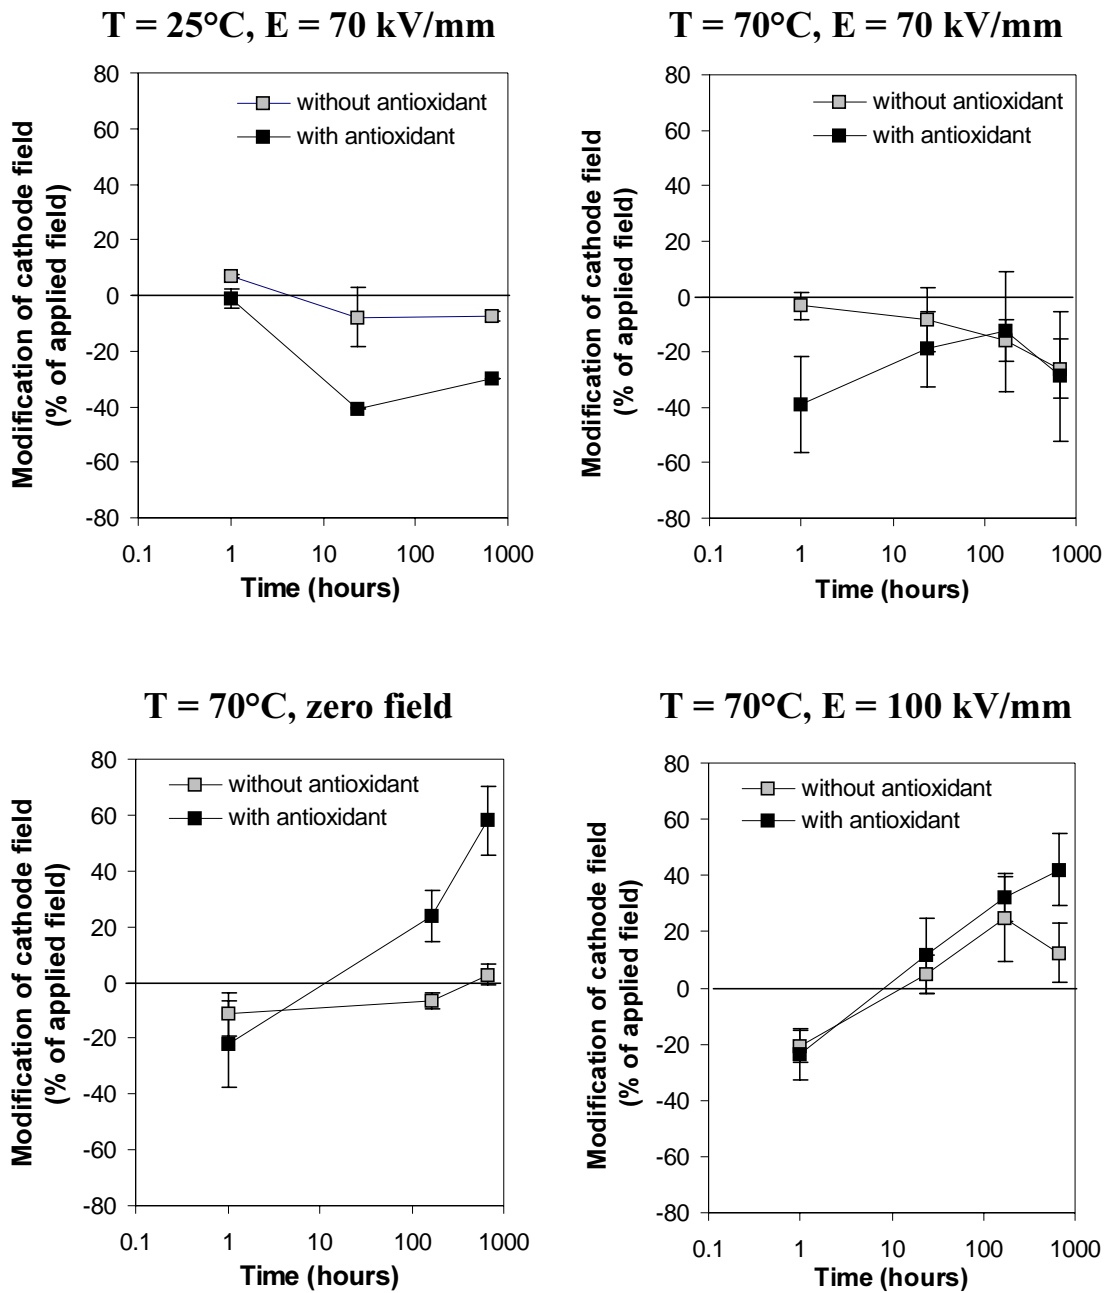 T = 25°C, E = 70 kV/mm
80
60
40
20
0
-20
-40
-60
-80
Modification of cathode field
(% of applied field)
without antioxidant
with antioxidant
0.1 1 10 100 1000
Time (hours)
T = 70°C, E = 70 kV/mm
80
60
40
20
0
-20
-40
-60
-80
Modification of cathode field
(% of applied field)
without antioxidant
with antioxidant
0.1 1 10 100 1000
Time (hours)
T = 70°C, zero field
80
60
40
20
0
-20
-40
-60
-80
Modification of cathode field
(% of applied field)
without antioxidant
with antioxidant
0.1 1 10 100 1000
Time (hours)
T = 70°C, E = 100 kV/mm
80
60
40
20
0
-20
-40
-60
-80
Modification of cathode field
(% of applied field)
without antioxidant
with antioxidant
0.1 1 10 100 1000
Time (hours)